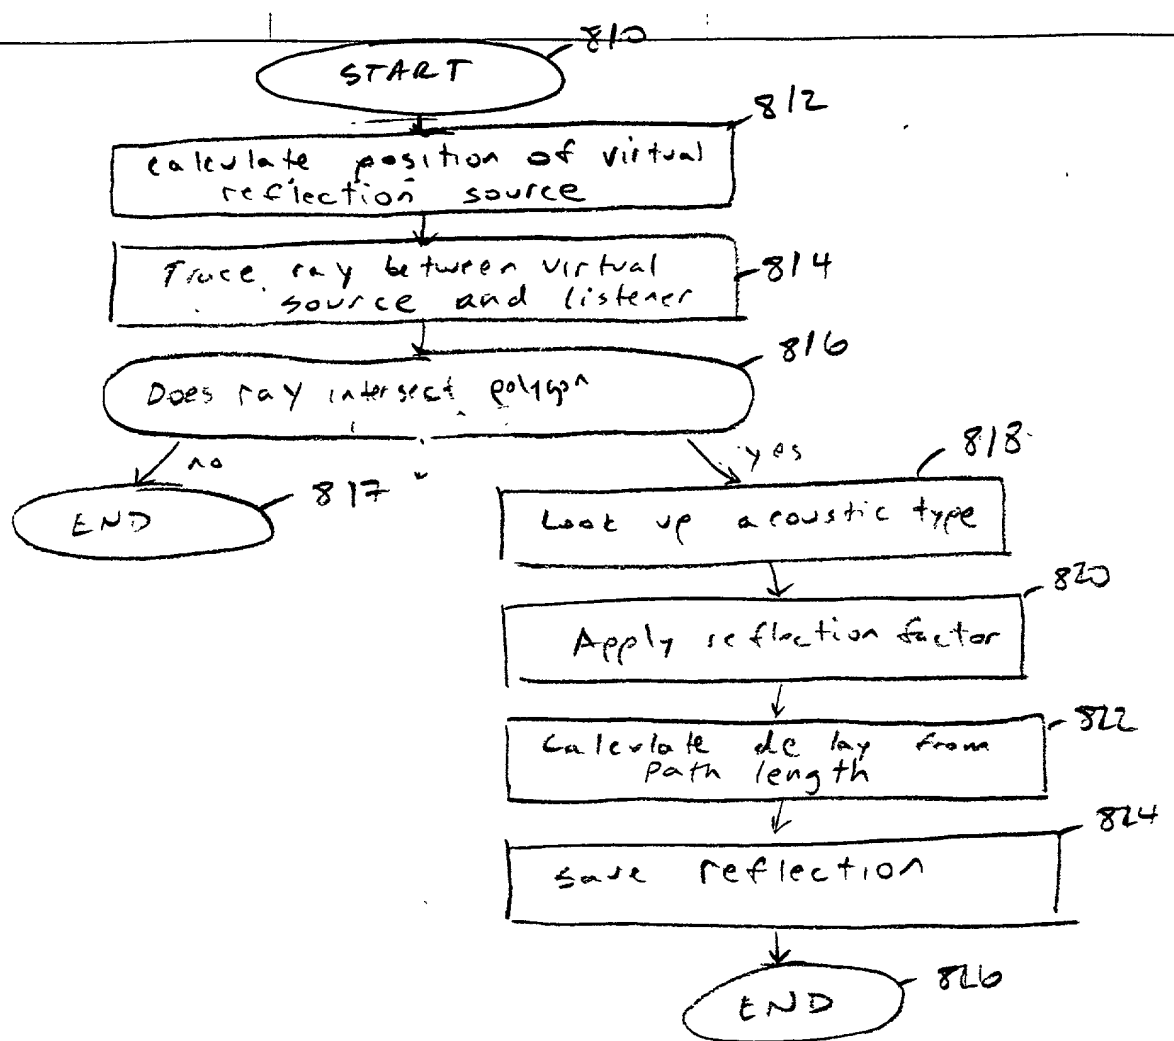 810
START
812
calculate position of virtual
reflection source
Trace ray between virtual
source and listener
814
816
Does ray intersect polygon
no
yes
817
END
818
Look up acoustic type
820
Apply reflection factor
822
Calculate delay from
path length
824
save reflection
826
END